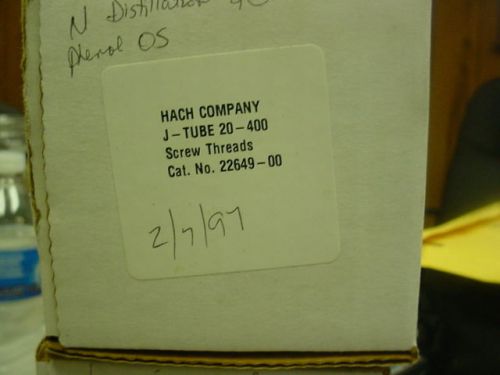 N Distillation
Phenol OS
HACH COMPANY
J-TUBE 20-400
Screw Threads
Cat. No. 22649-00
2/7/97